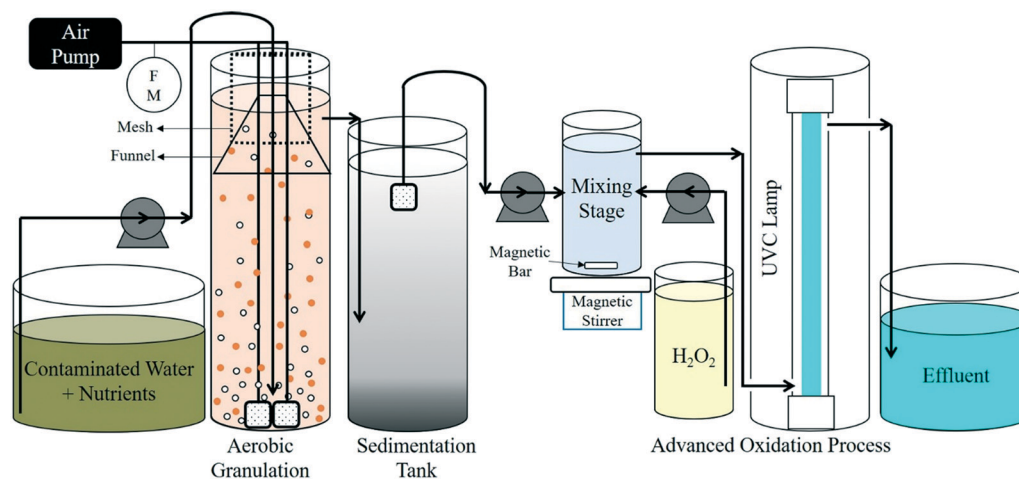 Air
Pump
F
M
Mesh
Funnel
Contaminated Water
+ Nutrients
Aerobic
Granulation
Sedimentation
Tank
Mixing
Stage
Magnetic
Bar
Magnetic
Stirrer
H₂O₂
UVC Lamp
Advanced Oxidation Process
Effluent